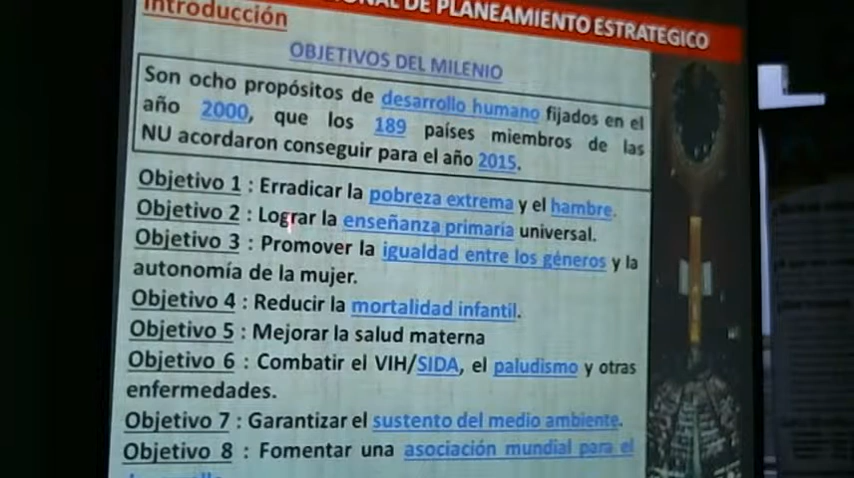 Introducción
DE PLANEAMIENTO ESTRATEGICO
OBJETIVOS DEL MILENIO
Son ocho propósitos de desarrollo humano fijados en el
año 2000, que los 189 países miembros de las
NU acordaron conseguir para el año 2015.
Objetivo 1 : Erradicar la pobreza extrema y el hambre.
Objetivo 2 : Lograr la enseñanza primaria universal.
Objetivo 3 : Promover la igualdad entre los géneros y la
autonomía de la mujer.
Objetivo 4 : Reducir la mortalidad infantil.
Objetivo 5 : Mejorar la salud materna
Objetivo 6 : Combatir el VIH/SIDA, el paludismo y otras
enfermedades.
Objetivo 7 : Garantizar el sustento del medio ambiente.
Objetivo 8 : Fomentar una asociación mundial para el